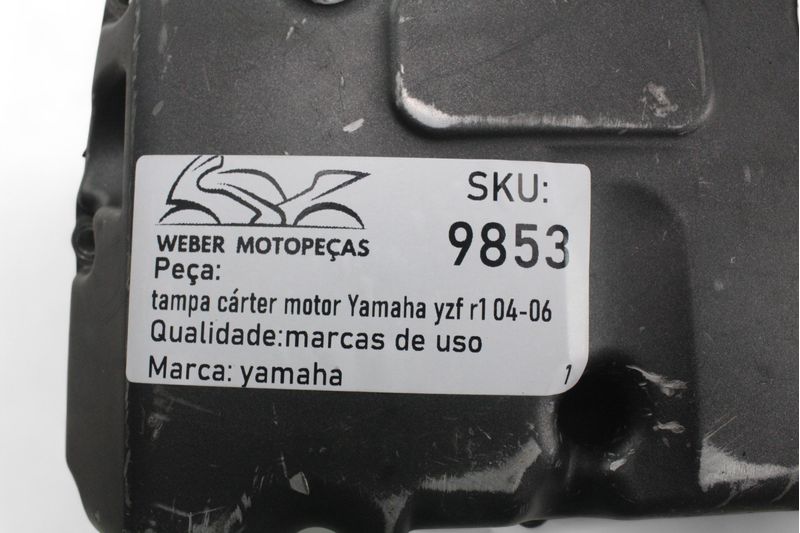 WEBER MOTOPEÇAS
SKU:
9853
Peça:
tampa cárter motor Yamaha yzf r1 04-06
Qualidade:marcas de uso
Marca: yamaha
1